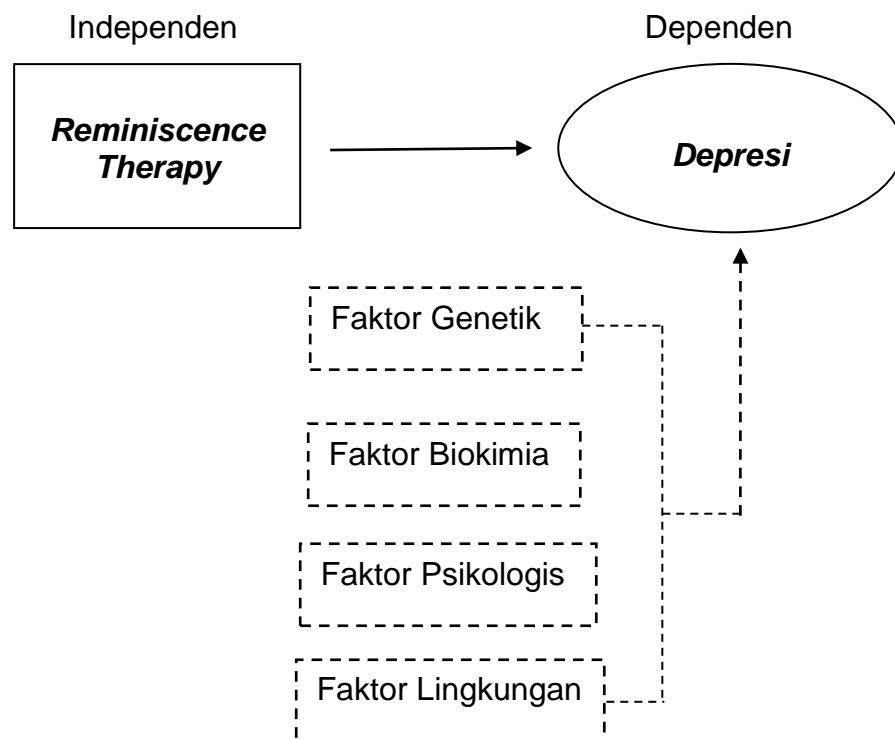 Independen
Dependen
Reminiscence
Therapy
Depresi
Faktor Genetik
Faktor Biokimia
Faktor Psikologis
Faktor Lingkungan